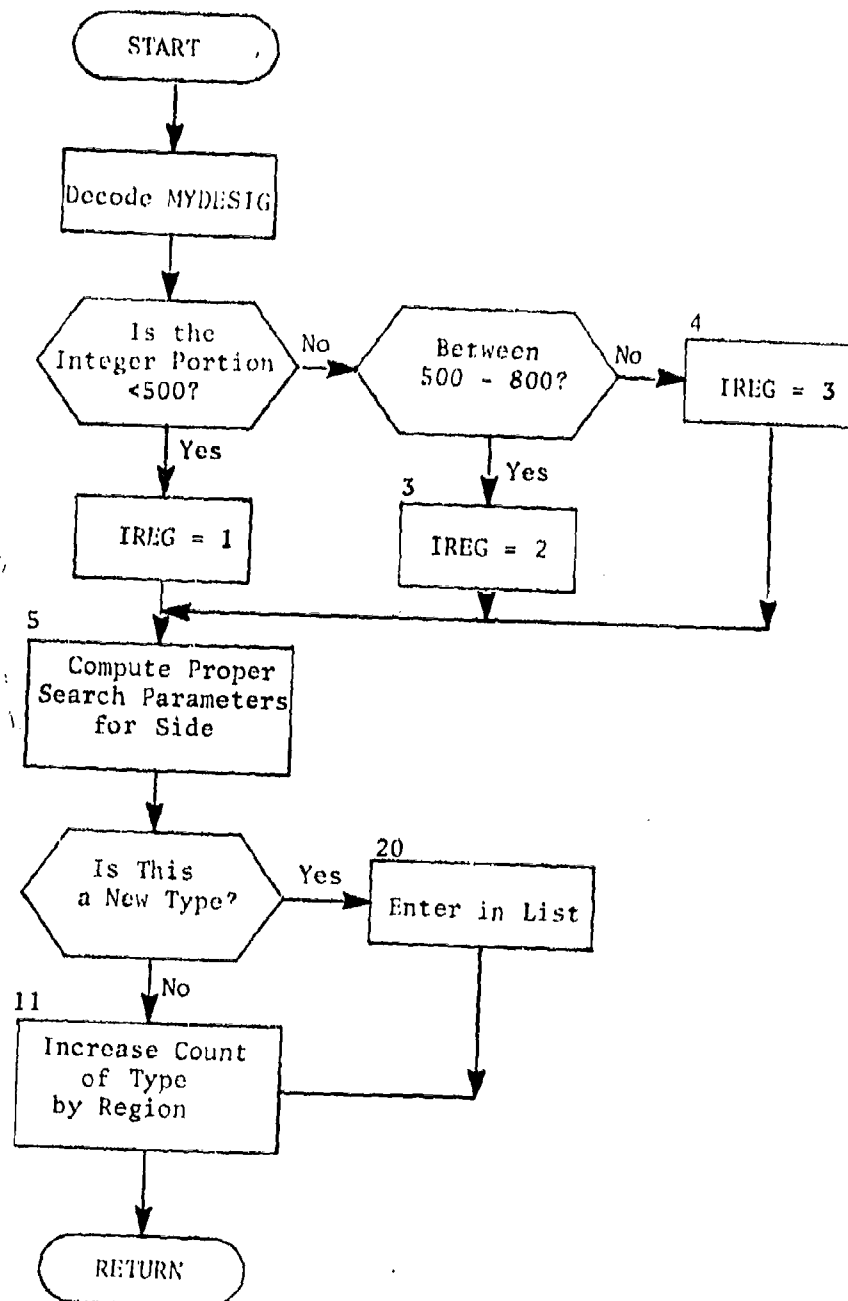 START
Decode MYDESIG
Is the
Integer Portion
<500?
No
Between
500 - 800?
No
4
IREG = 3
Yes
Yes
IREG = 1
3
IREG = 2
5
Compute Proper
Search Parameters
for Side
Is This
a New Type?
Yes
20
Enter in List
No
11
Increase Count
of Type
by Region
RETURN